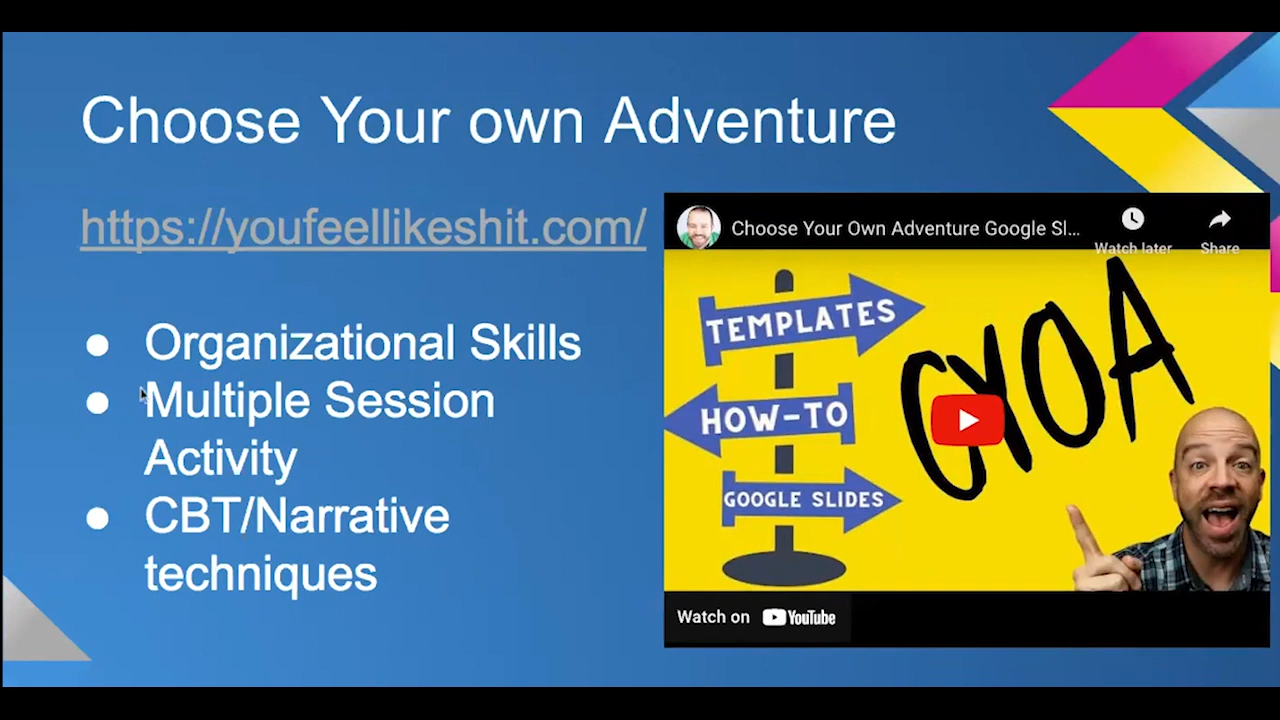 Choose Your own Adventure
https://youfeellikeshit.com/
● Organizational Skills
● Multiple Session
Activity
● CBT/Narrative
techniques
Choose Your Own Adventure Google Sl...
Watch later
Share
TEMPLATES
HOW-TO
GOOGLE SLIDES
CYOA
Watch on YouTube